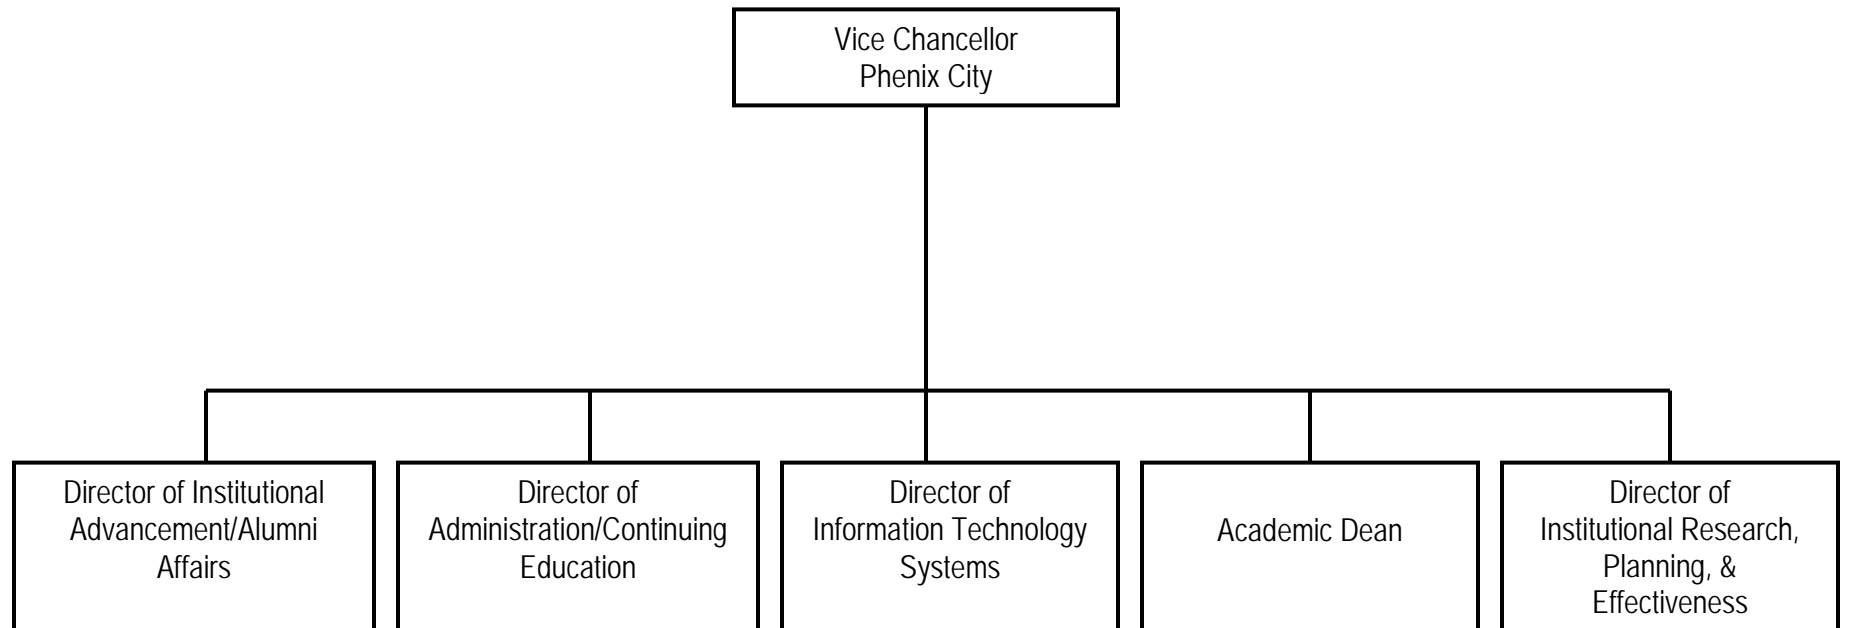 Vice Chancellor
Phenix City
Director of Institutional
Advancement/Alumni
Affairs
Director of
Administration/Continuing
Education
Director of
Information Technology
Systems
Academic Dean
Director of
Institutional Research,
Planning, &
Effectiveness